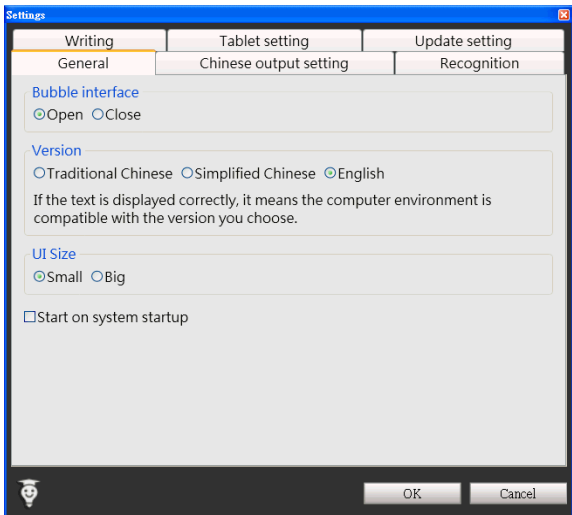 Settings
Writing
Tablet setting
Update setting
General
Chinese output setting
Recognition
Bubble interface
Open Close
Version
Traditional Chinese Simplified Chinese English
If the text is displayed correctly, it means the computer environment is
compatible with the version you choose.
UI Size
Small Big
Start on system startup
OK
Cancel